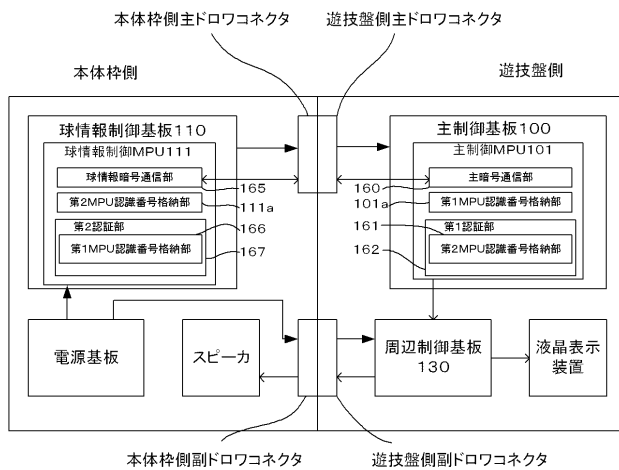 本体枠側主ドロワコネクタ
遊技盤側主ドロワコネクタ
本体枠側
遊技盤側
球情報制御基板110
球情報制御MPU111
球情報暗号通信部
165
第2MPU認識番号格納部
111a
第2認証部
166
第1MPU認識番号格納部
167
主制御基板100
主制御MPU101
主暗号通信部
160
第1MPU認識番号格納部
101a
第1認証部
161
第2MPU認識番号格納部
162
電源基板
スピーカ
周辺制御基板
130
液晶表示
装置
本体枠側副ドロワコネクタ
遊技盤側副ドロワコネクタ